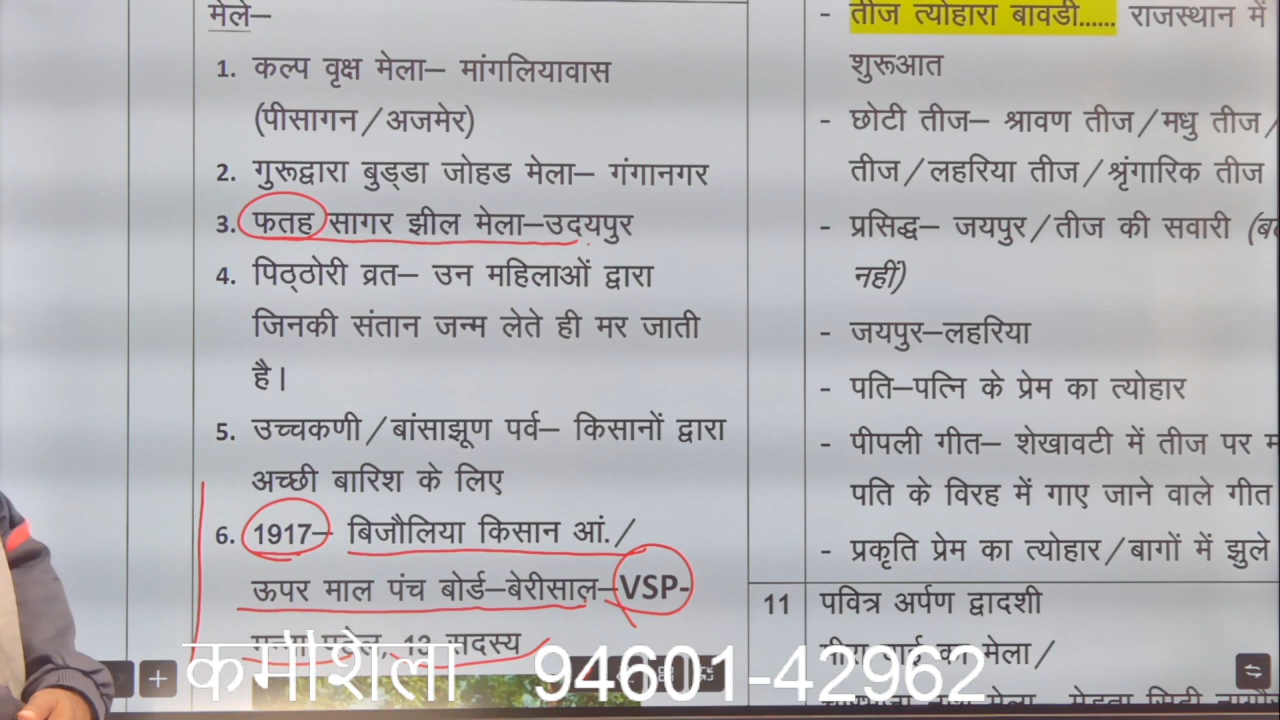 मेले–
1. कल्प वृक्ष मेला– मांगलियावास
(पीसागन/अजमेर)
2. गुरूद्वारा बुड्डा जोहड मेला– गंगानगर
3. फतह सागर झील मेला–उदयपुर
4. पिठ्ठोरी व्रत– उन महिलाओं द्वारा
जिनकी संतान जन्म लेते ही मर जाती
है।
5. उच्चकणी/बांसाझूण पर्व– किसानों द्वारा
अच्छी बारिश के लिए
6. 1917– बिजौलिया किसान आं./
ऊपर माल पंच बोर्ड–बेरीसाल–VSP-
13 सदस्य
- तीज त्योहारा बावडी...... राजस्थान में
शुरूआत
- छोटी तीज– श्रावण तीज/मधु तीज/
तीज/लहरिया तीज/श्रृंगारिक तीज
- प्रसिद्ध– जयपुर/तीज की सवारी
नहीं)
- जयपुर–लहरिया
- पति–पत्नि के प्रेम का त्योहार
- पीपली गीत– शेखावटी में तीज पर
पति के विरह में गाए जाने वाले गीत
- प्रकृति प्रेम का त्योहार/बागों में झुले
11 पवित्र अर्पण द्वादशी
मीरा बाई का मेला/
कर्माशिला 94601-42962